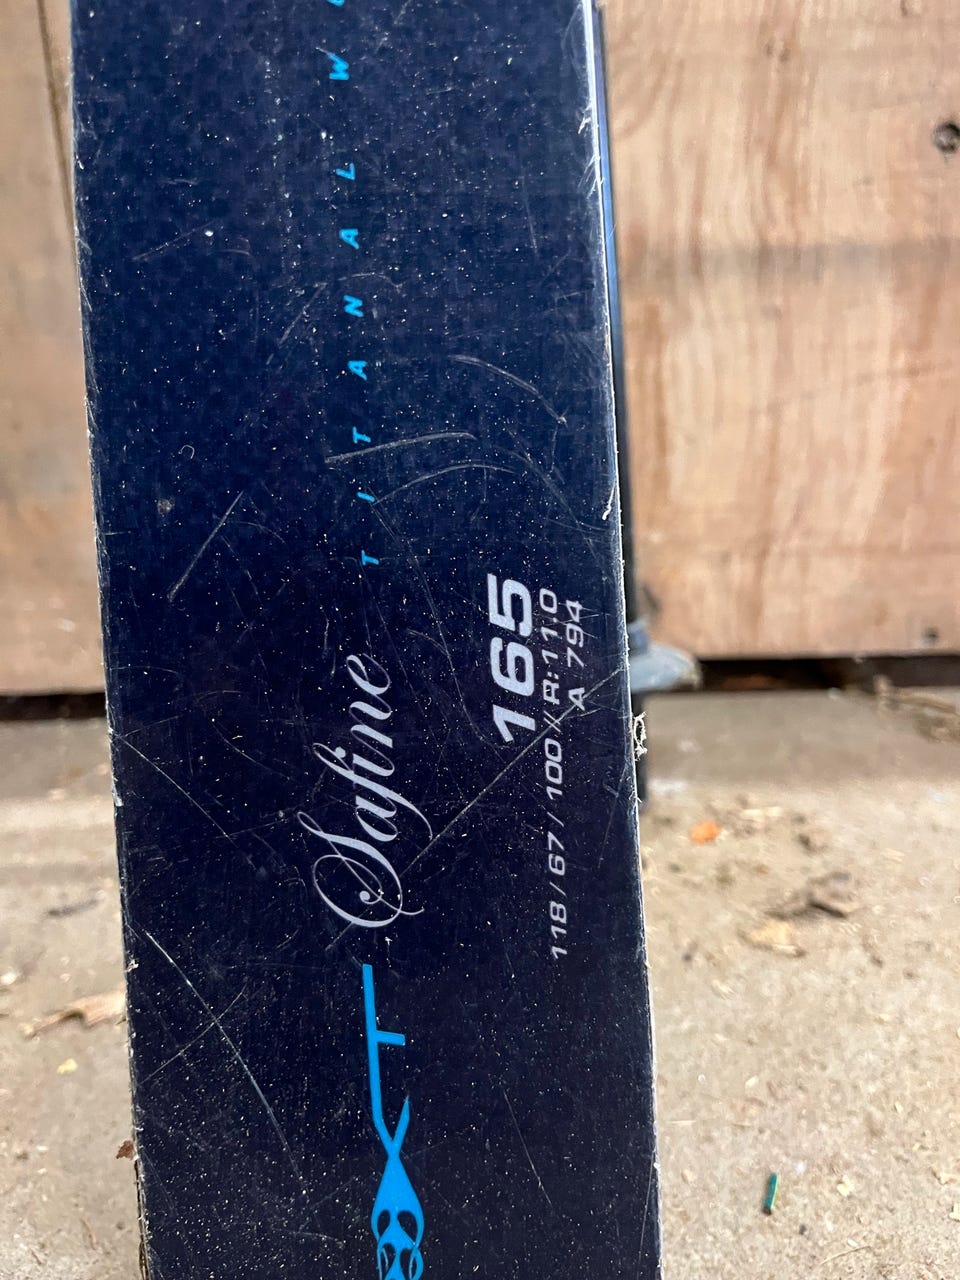 TITANAL W
Safine
165
118 / 67 / 100 // R:11.0
A 794